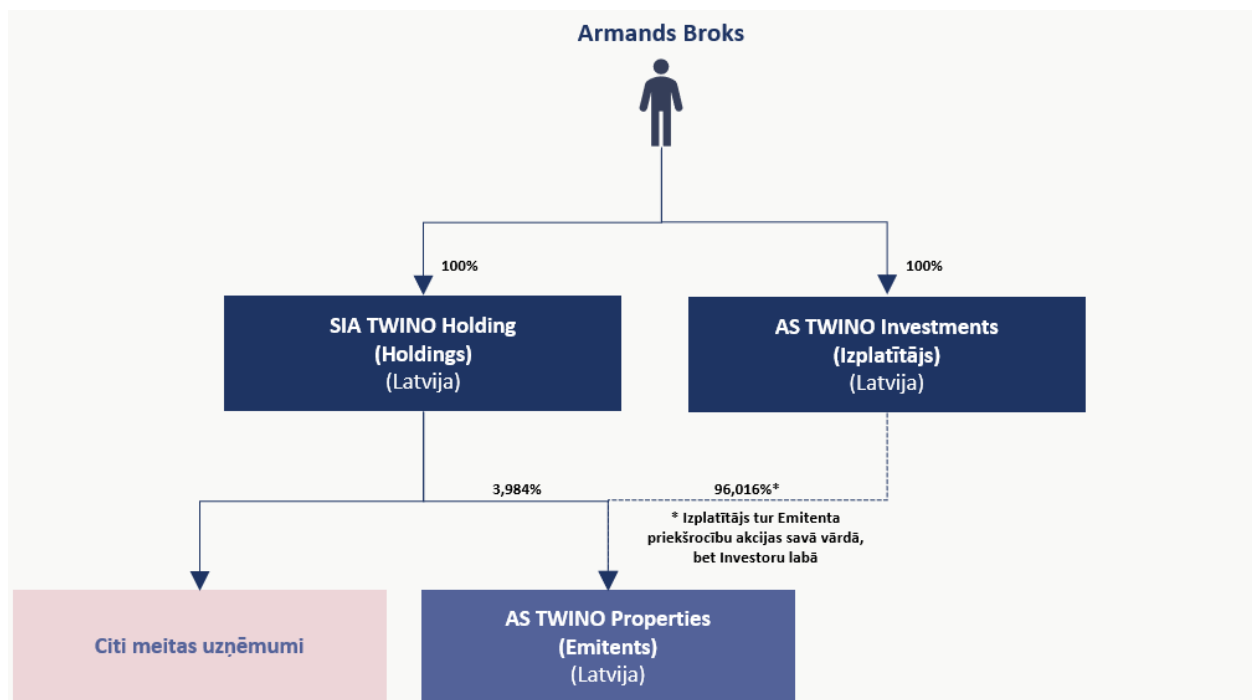 Armands Broks
100%
100%
SIA TWINO Holding
(Holdings)
(Latvija)
AS TWINO Investments
(Izplatītājs)
(Latvija)
3,984%
96,016%*
* Izplatītājs tur Emitenta
priekšrocību akcijas savā vārdā,
bet Investoru labā
Citi meitas uzņēmumi
AS TWINO Properties
(Emitents)
(Latvija)